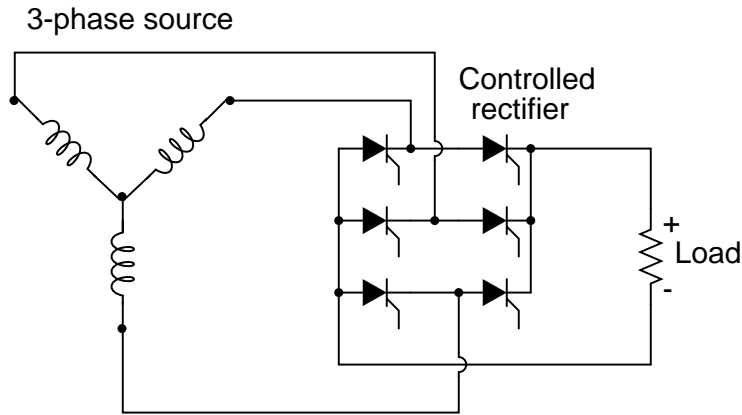 3-phase source
Controlled
rectifier
+
Load
-